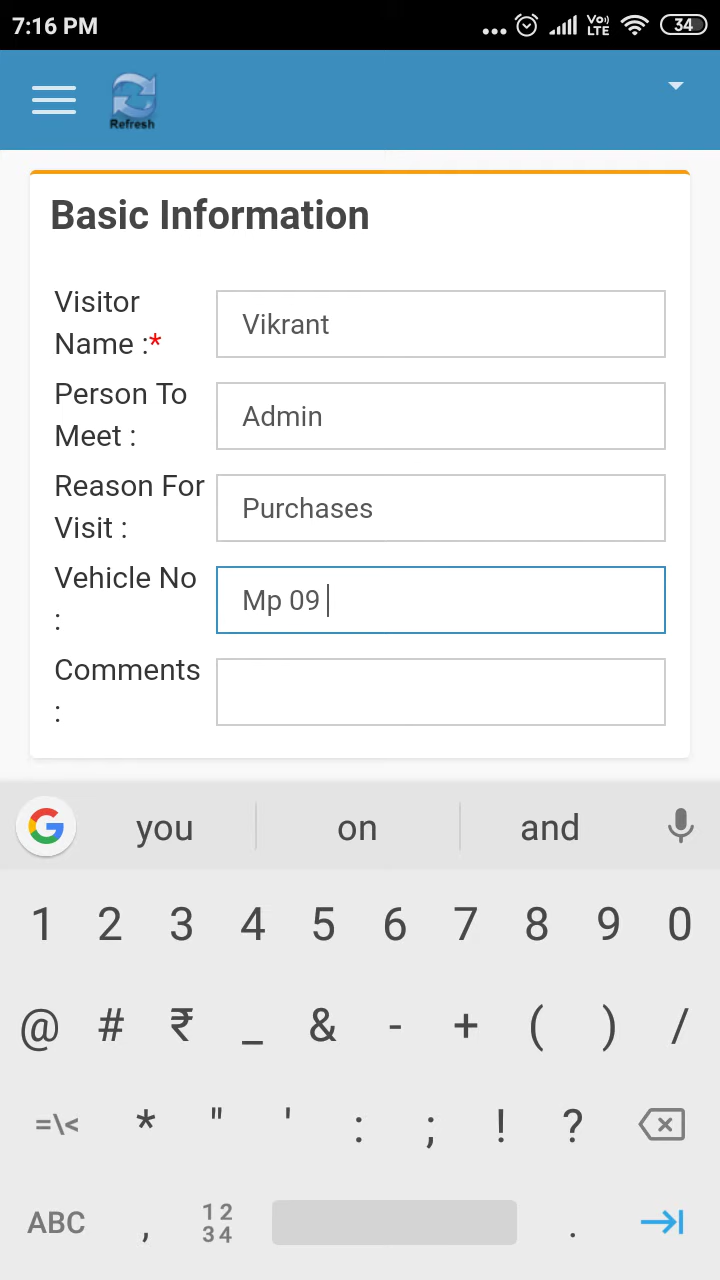 7:16 PM
Vo)) LTE
34
Refresh
Basic Information
Visitor
Name :*
Vikrant
Person To
Meet :
Admin
Reason For
Visit :
Purchases
Vehicle No
:
Mp 09
Comments
:
G you on and
1 2 3 4 5 6 7 8 9 0
@ # ₹ _ & - + ( ) /
=\< * " ' : ; ! ?
ABC , 12 34 .